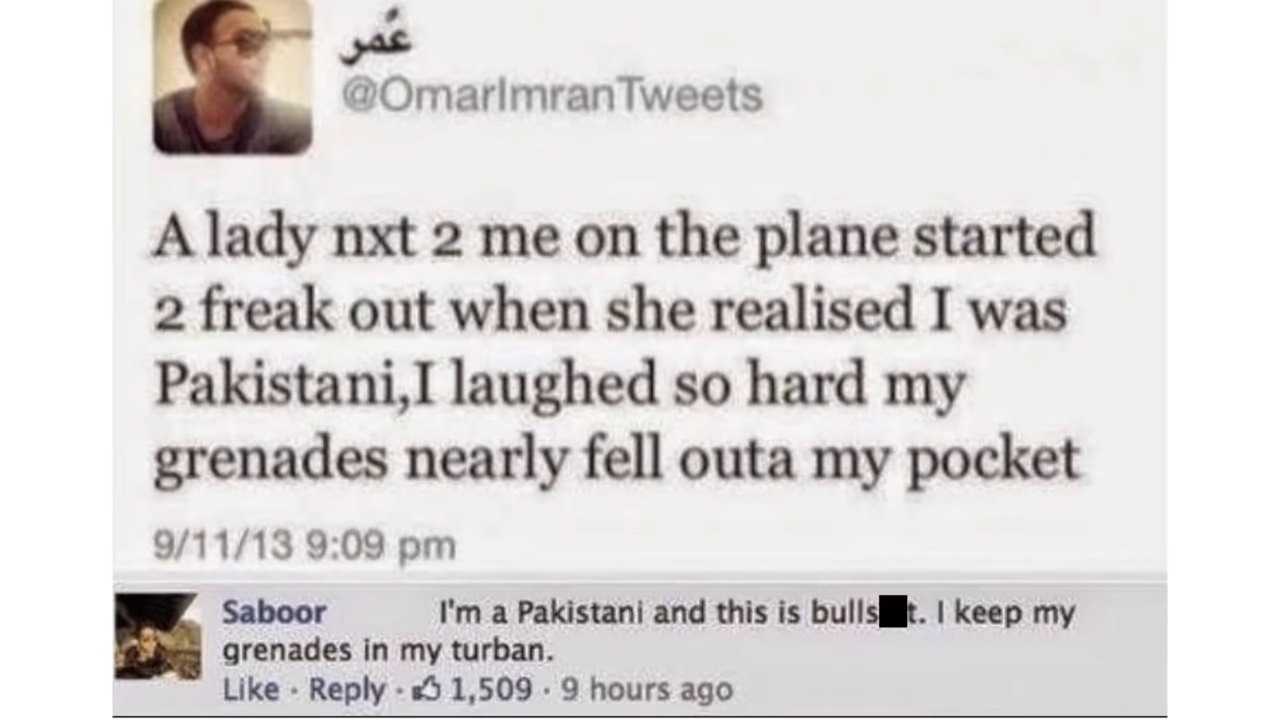 عُمر
@OmarImranTweets
A lady nxt 2 me on the plane started
2 freak out when she realised I was
Pakistani,I laughed so hard my
grenades nearly fell outa my pocket
9/11/13 9:09 pm
Saboor I'm a Pakistani and this is bulls t. I keep my
grenades in my turban.
Like · Reply · 1,509 · 9 hours ago